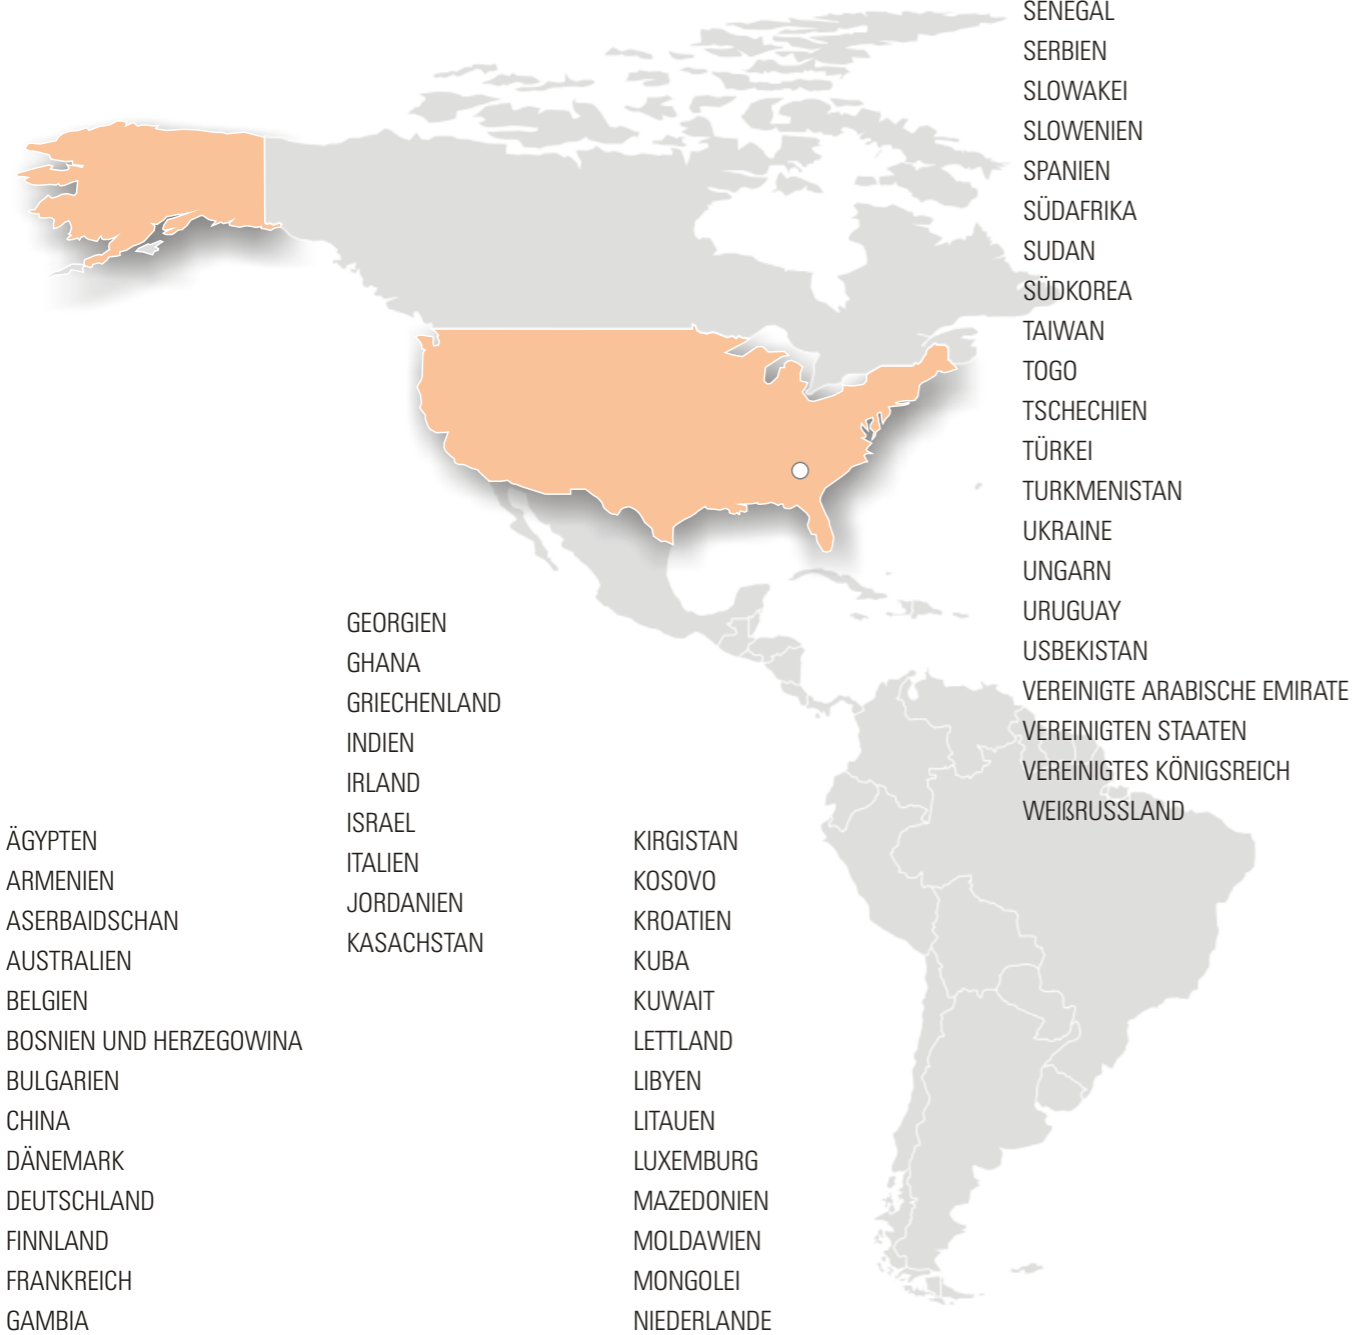 ÄGYPTEN
ARMENIEN
ASERBAIDSCHAN
AUSTRALIEN
BELGIEN
BOSNIEN UND HERZEGOWINA
BULGARIEN
CHINA
DÄNEMARK
DEUTSCHLAND
FINNLAND
FRANKREICH
GAMBIA
GEORGIEN
GHANA
GRIECHENLAND
INDIEN
IRLAND
ISRAEL
ITALIEN
JORDANIEN
KASACHSTAN
KIRGISTAN
KOSOVO
KROATIEN
KUBA
KUWAIT
LETTLAND
LIBYEN
LITAUEN
LUXEMBURG
MAZEDONIEN
MOLDAWIEN
MONGOLEI
NIEDERLANDE
SENEGAL
SERBIEN
SLOWAKEI
SLOWENIEN
SPANIEN
SÜDAFRIKA
SUDAN
SÜDKOREA
TAIWAN
TOGO
TSCHECHIEN
TÜRKEI
TURKMENISTAN
UKRAINE
UNGARN
URUGUAY
USBEKISTAN
VEREINIGTE ARABISCHE EMIRATE
VEREINIGTEN STAATEN
VEREINIGTES KÖNIGSREICH
WEIßRUSSLAND